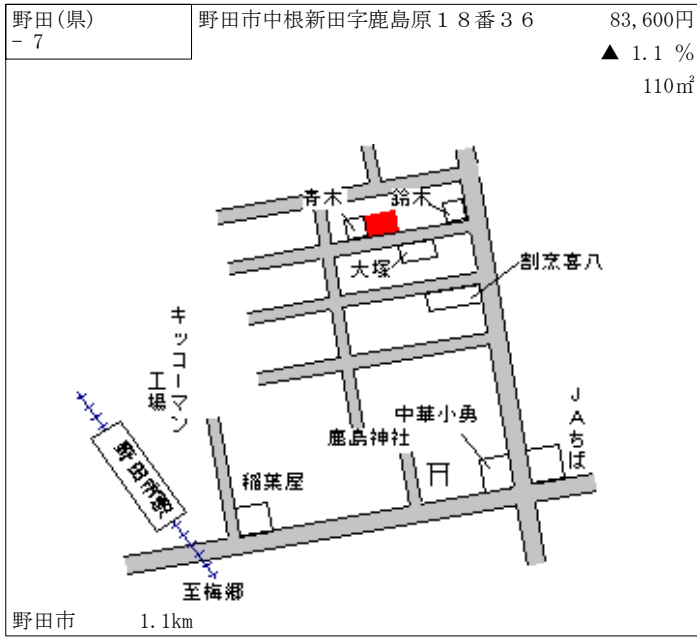 野田(県)
- 7
野田市中根新田字鹿島原１８番３６
83,600円
▲ 1.1 %
110㎡
青木
鈴木
大塚
割烹喜八
キッコーマン
工場
JAちば
中華小勇
鹿島神社
稲葉屋
野田市駅
至梅郷
野田市 1.1km